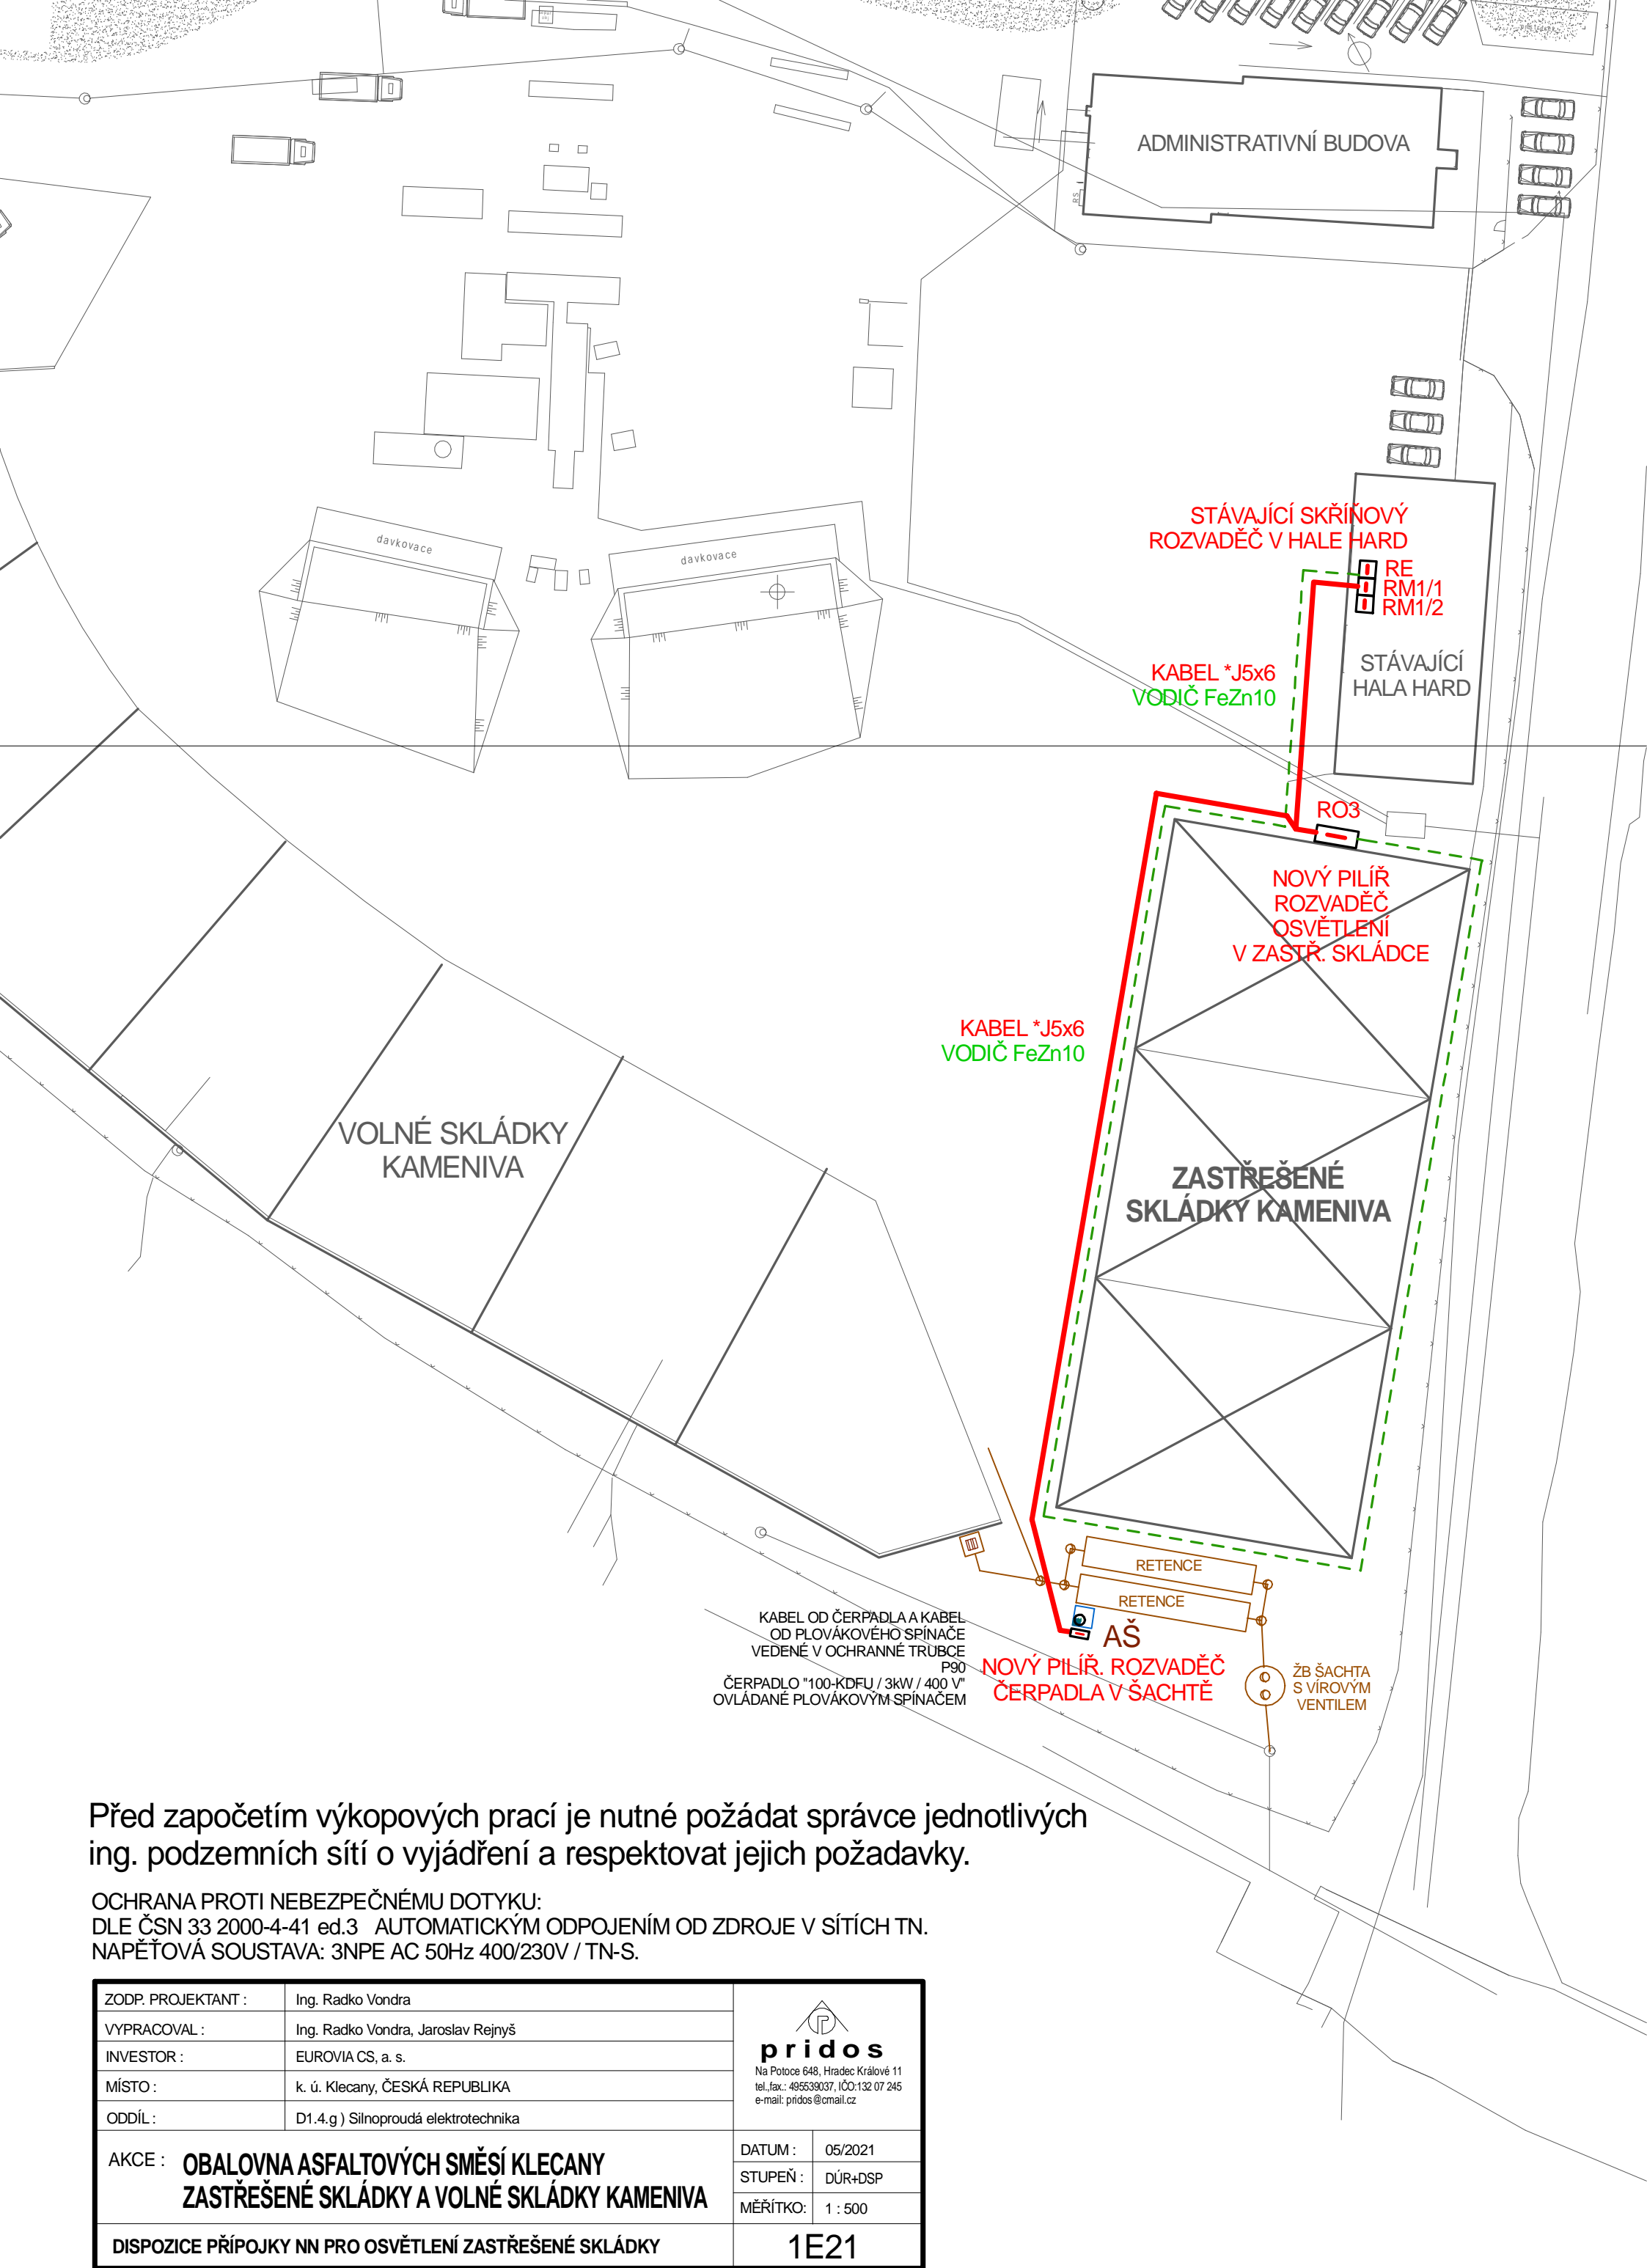 ADMINISTRATIVNÍ BUDOVA
RS
davkovace
davkovace
STÁVAJÍCÍ SKŘÍŇOVÝ
ROZVADĚČ V HALE HARD
RE
RM1/1
RM1/2
STÁVAJÍCÍ
HALA HARD
KABEL *J5x6
VODIČ FeZn10
RO3
NOVÝ PILÍŘ
ROZVADĚČ
OSVĚTLENÍ
V ZASTŘ. SKLÁDCE
KABEL *J5x6
VODIČ FeZn10
VOLNÉ SKLÁDKY
KAMENIVA
ZASTŘEŠENÉ
SKLÁDKY KAMENIVA
RETENCE
RETENCE
AŠ
KABEL OD ČERPADLA A KABEL
OD PLOVÁKOVÉHO SPÍNAČE
VEDENÉ V OCHRANNÉ TRUBCE
P90
ČERPADLO "100-KDFU / 3kW / 400 V"
OVLÁDANÉ PLOVÁKOVÝM SPÍNAČEM
NOVÝ PILÍŘ. ROZVADĚČ
ČERPADLA V ŠACHTĚ
ŽB ŠACHTA
S VÍROVÝM
VENTILEM
Před započetím výkopových prací je nutné požádat správce jednotlivých
ing. podzemních sítí o vyjádření a respektovat jejich požadavky.
OCHRANA PROTI NEBEZPEČNÉMU DOTYKU:
DLE ČSN 33 2000-4-41 ed.3 AUTOMATICKÝM ODPOJENÍM OD ZDROJE V SÍTÍCH TN.
NAPĚŤOVÁ SOUSTAVA: 3NPE AC 50Hz 400/230V / TN-S.
ZODP. PROJEKTANT : Ing. Radko Vondra
VYPRACOVAL : Ing. Radko Vondra, Jaroslav Rejnyš
INVESTOR : EUROVIA CS, a. s.
MÍSTO : k. ú. Klecany, ČESKÁ REPUBLIKA
ODDÍL : D1.4.g ) Silnoproudá elektrotechnika
pridos
Na Potoce 648, Hradec Králové 11
tel.,fax.: 495539037, IČO:132 07 245
e-mail: pridos@cmail.cz
AKCE : OBALOVNA ASFALTOVÝCH SMĚSÍ KLECANY
ZASTŘEŠENÉ SKLÁDKY A VOLNÉ SKLÁDKY KAMENIVA
DATUM : 05/2021
STUPEŇ : DÚR+DSP
MĚŘÍTKO: 1 : 500
DISPOZICE PŘÍPOJKY NN PRO OSVĚTLENÍ ZASTŘEŠENÉ SKLÁDKY
1E21